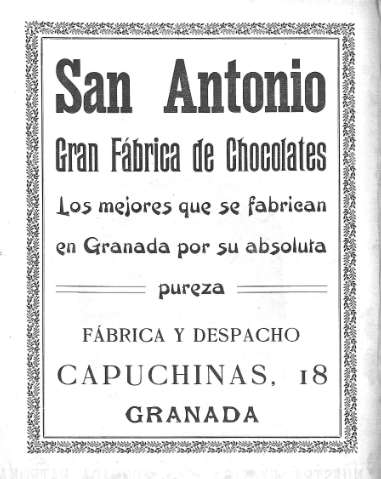 San Antonio
Gran Fábrica de Chocolates
Los mejores que se fabrican
en Granada por su absoluta
pureza
FÁBRICA Y DESPACHO
CAPUCHINAS, 18
GRANADA